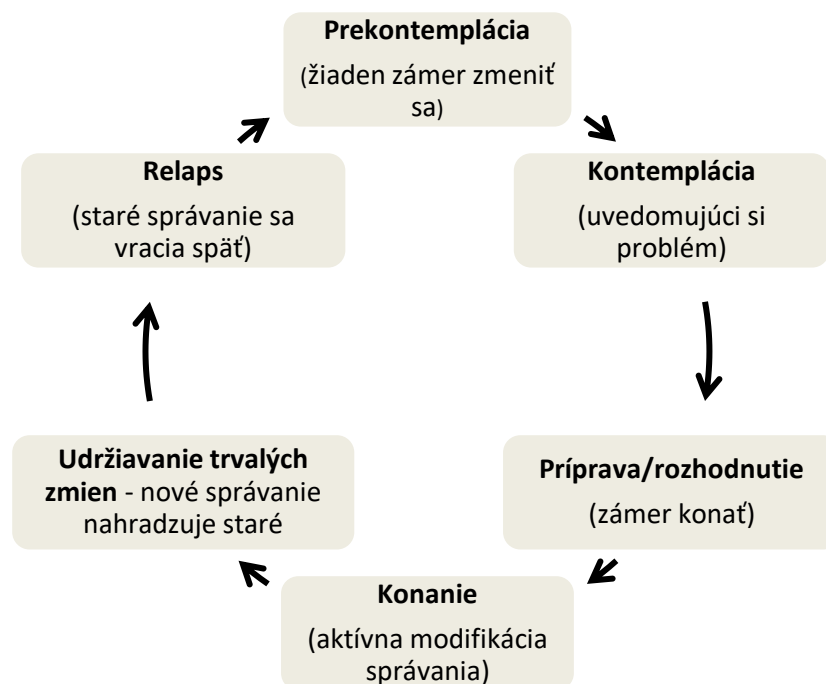 Prekontemplácia
(žiaden zámer zmeniť
sa)
Kontemplácia
(uvedomujúci si
problém)
Príprava/rozhodnutie
(zámer konať)
Konanie
(aktívna modifikácia
správania)
Udržiavanie trvalých
zmien - nové správanie
nahradzuje staré
Relaps
(staré správanie sa
vracia späť)